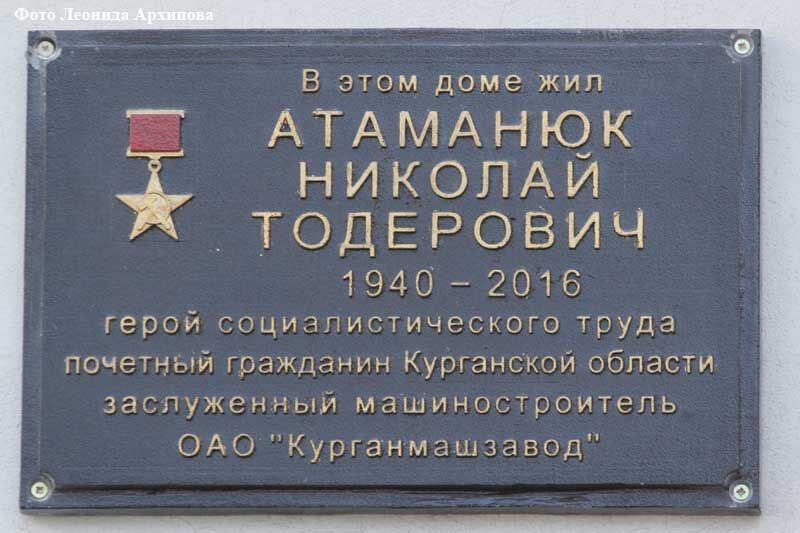 Фото Леонида Архипова
В этом доме жил
АТАМАНЮК
НИКОЛАЙ
ТОДЕРОВИЧ
1940 – 2016
герой социалистического труда
почетный гражданин Курганской области
заслуженный машиностроитель
ОАО "Курганмашзавод"